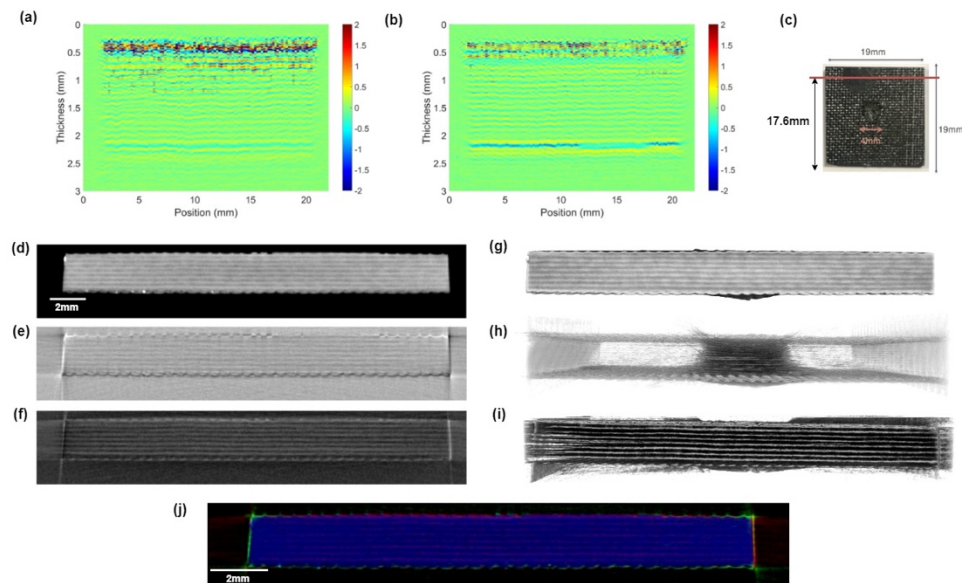 (a)
0
0.5
1
1.5
2
2.5
3
Thickness (mm)
0
5
10
15
20
Position (mm)
2
1.5
1
0.5
0
-0.5
-1
-1.5
-2
(b)
0
0.5
1
1.5
2
2.5
3
Thickness (mm)
0
5
10
15
20
Position (mm)
2
1.5
1
0.5
0
-0.5
-1
-1.5
-2
(c)
19mm
17.6mm
19mm
(d)
2mm
(e)
(f)
(g)
(h)
(i)
(j)
2mm